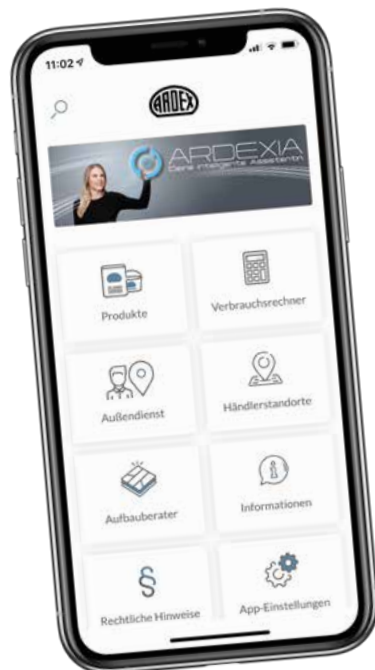 11:02
ARDEX
ARDEXIA
Deine intelligente Assistentin
Produkte
Verbrauchsrechner
Außendienst
Händlerstandorte
Aufbauberater
Informationen
§
Rechtliche Hinweise
App-Einstellungen